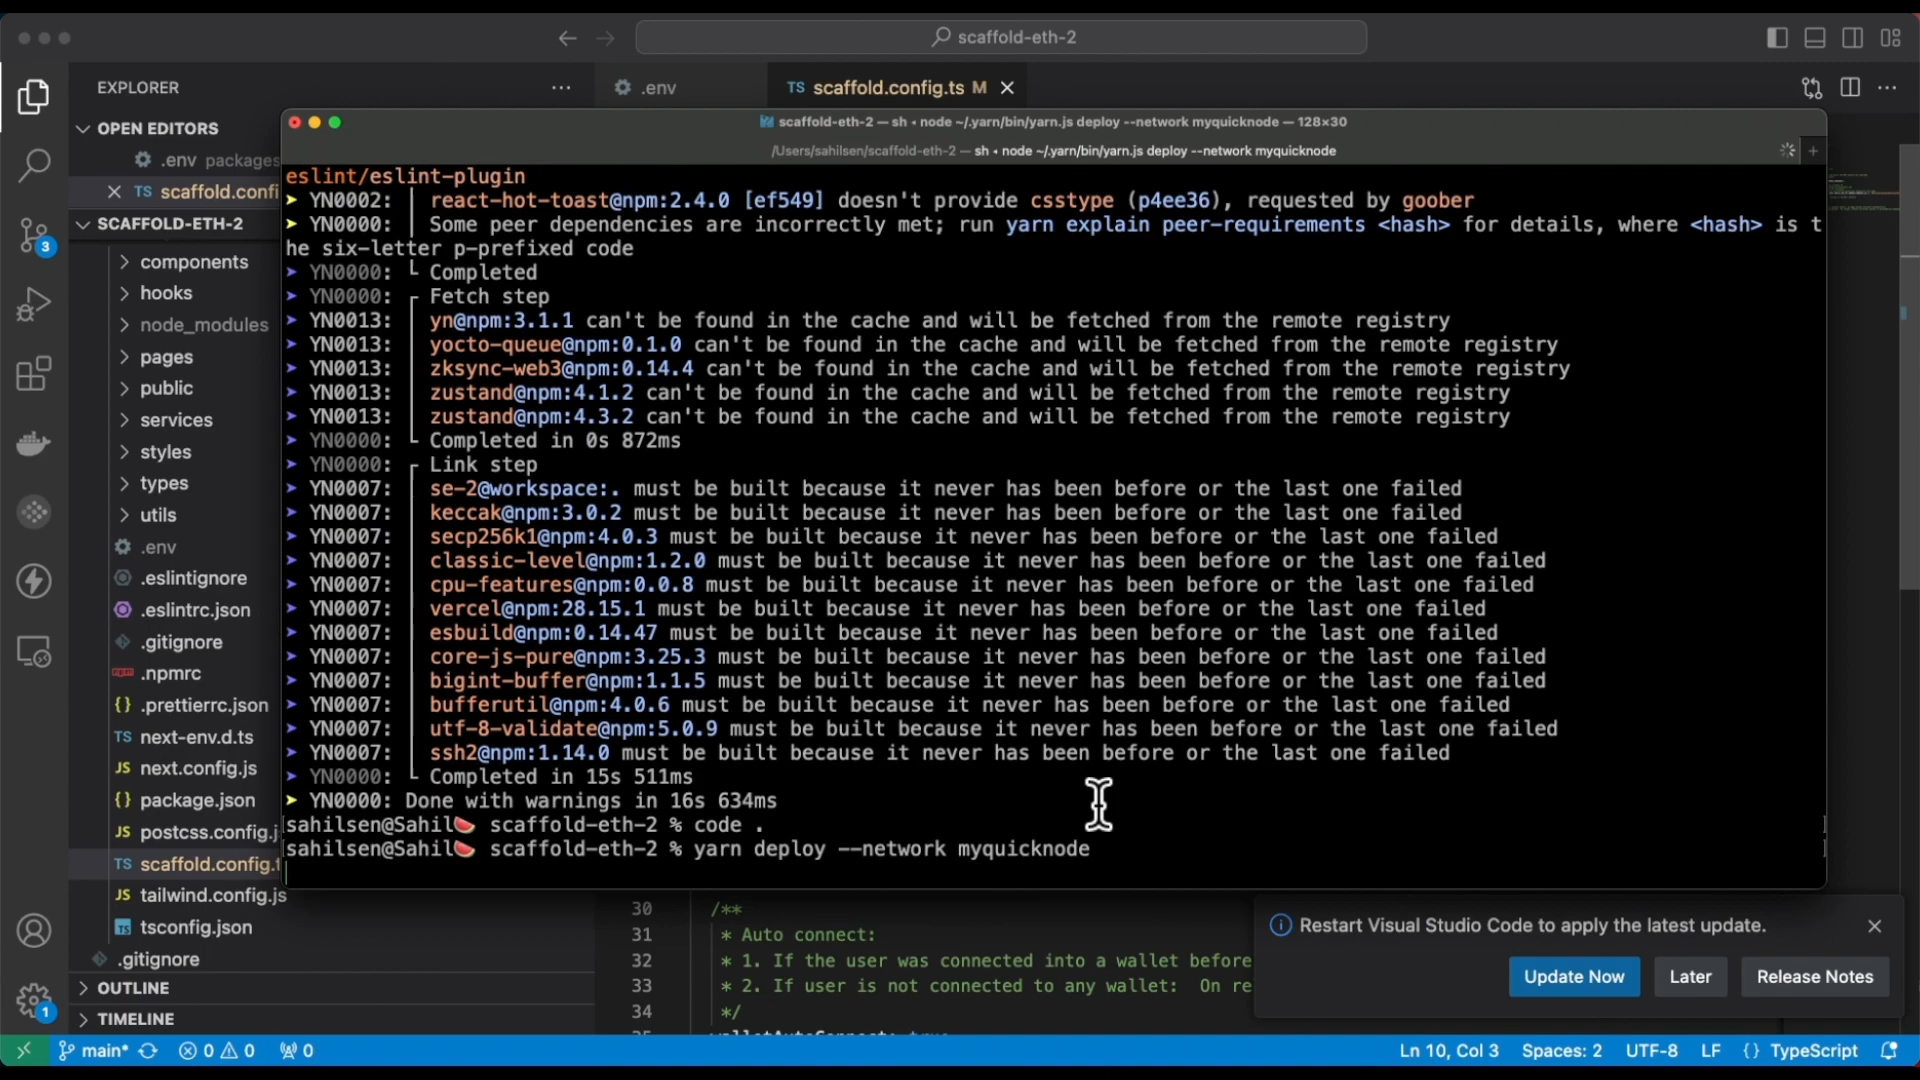 scaffold-eth-2
EXPLORER
.env
TS scaffold.config.ts M
OPEN EDITORS
.env packages
TS scaffold.confi
SCAFFOLD-ETH-2
components
hooks
node_modules
pages
public
services
styles
types
utils
.env
.eslintignore
.eslintrc.json
.gitignore
.npmrc
{} .prettierrc.json
TS next-env.d.ts
JS next.config.js
{} package.json
JS postcss.config.j
TS scaffold.config.t
JS tailwind.config.js
tsconfig.json
.gitignore
OUTLINE
TIMELINE
3
1
scaffold-eth-2 — sh ◂ node ~/.yarn/bin/yarn.js deploy --network myquicknode — 128×30
/Users/sahilsen/scaffold-eth-2 — sh ◂ node ~/.yarn/bin/yarn.js deploy --network myquicknode
eslint/eslint-plugin
➤ YN0002: │ react-hot-toast@npm:2.4.0 [ef549] doesn't provide csstype (p4ee36), requested by goober
➤ YN0000: │ Some peer dependencies are incorrectly met; run yarn explain peer-requirements <hash> for details, where <hash> is t
he six-letter p-prefixed code
➤ YN0000: └ Completed
➤ YN0000: ┌ Fetch step
➤ YN0013: │ yn@npm:3.1.1 can't be found in the cache and will be fetched from the remote registry
➤ YN0013: │ yocto-queue@npm:0.1.0 can't be found in the cache and will be fetched from the remote registry
➤ YN0013: │ zksync-web3@npm:0.14.4 can't be found in the cache and will be fetched from the remote registry
➤ YN0013: │ zustand@npm:4.1.2 can't be found in the cache and will be fetched from the remote registry
➤ YN0013: │ zustand@npm:4.3.2 can't be found in the cache and will be fetched from the remote registry
➤ YN0000: └ Completed in 0s 872ms
➤ YN0000: ┌ Link step
➤ YN0007: │ se-2@workspace:. must be built because it never has been before or the last one failed
➤ YN0007: │ keccak@npm:3.0.2 must be built because it never has been before or the last one failed
➤ YN0007: │ secp256k1@npm:4.0.3 must be built because it never has been before or the last one failed
➤ YN0007: │ classic-level@npm:1.2.0 must be built because it never has been before or the last one failed
➤ YN0007: │ cpu-features@npm:0.0.8 must be built because it never has been before or the last one failed
➤ YN0007: │ vercel@npm:28.15.1 must be built because it never has been before or the last one failed
➤ YN0007: │ esbuild@npm:0.14.47 must be built because it never has been before or the last one failed
➤ YN0007: │ core-js-pure@npm:3.25.3 must be built because it never has been before or the last one failed
➤ YN0007: │ bigint-buffer@npm:1.1.5 must be built because it never has been before or the last one failed
➤ YN0007: │ bufferutil@npm:4.0.6 must be built because it never has been before or the last one failed
➤ YN0007: │ utf-8-validate@npm:5.0.9 must be built because it never has been before or the last one failed
➤ YN0007: │ ssh2@npm:1.14.0 must be built because it never has been before or the last one failed
➤ YN0000: └ Completed in 15s 511ms
➤ YN0000: Done with warnings in 16s 634ms
[sahilsen@Sahil🍉 scaffold-eth-2 % code . ]
[sahilsen@Sahil🍉 scaffold-eth-2 % yarn deploy --network myquicknode ]
30 /**
31 * Auto connect:
32 * 1. If the user was connected into a wallet before
33 * 2. If user is not connected to any wallet: On re
34 */
Restart Visual Studio Code to apply the latest update.
Update Now
Later
Release Notes
main* 0 0 0
Ln 10, Col 3 Spaces: 2 UTF-8 LF {} TypeScript